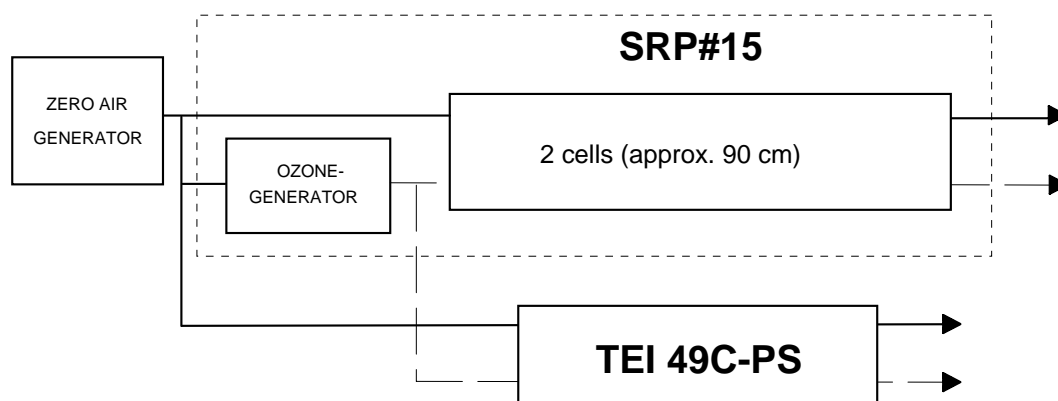 SRP#15
ZERO AIR
GENERATOR
2 cells (approx. 90 cm)
OZONE-
GENERATOR
TEI 49C-PS